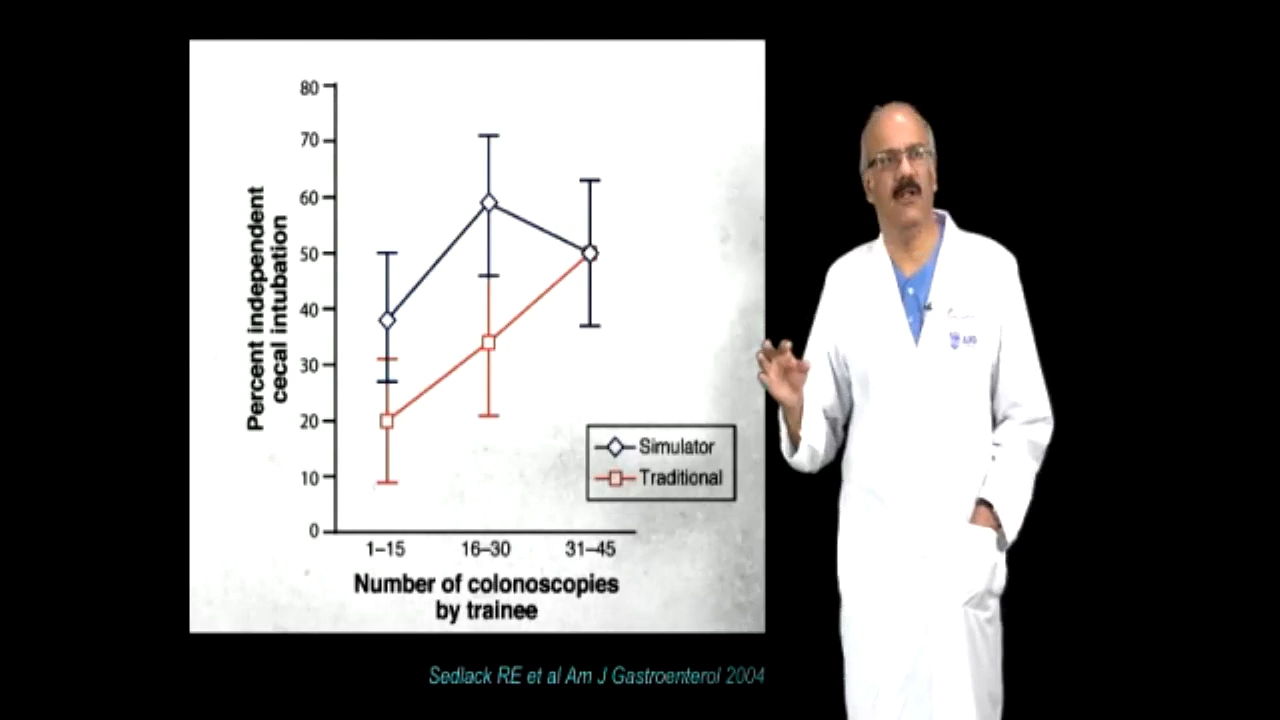 80
70
60
50
40
30
20
10
0
Percent independent
cecal intubation
Simulator
Traditional
1–15 16–30 31–45
Number of colonoscopies
by trainee
Sedlack RE et al Am J Gastroenterol 2004